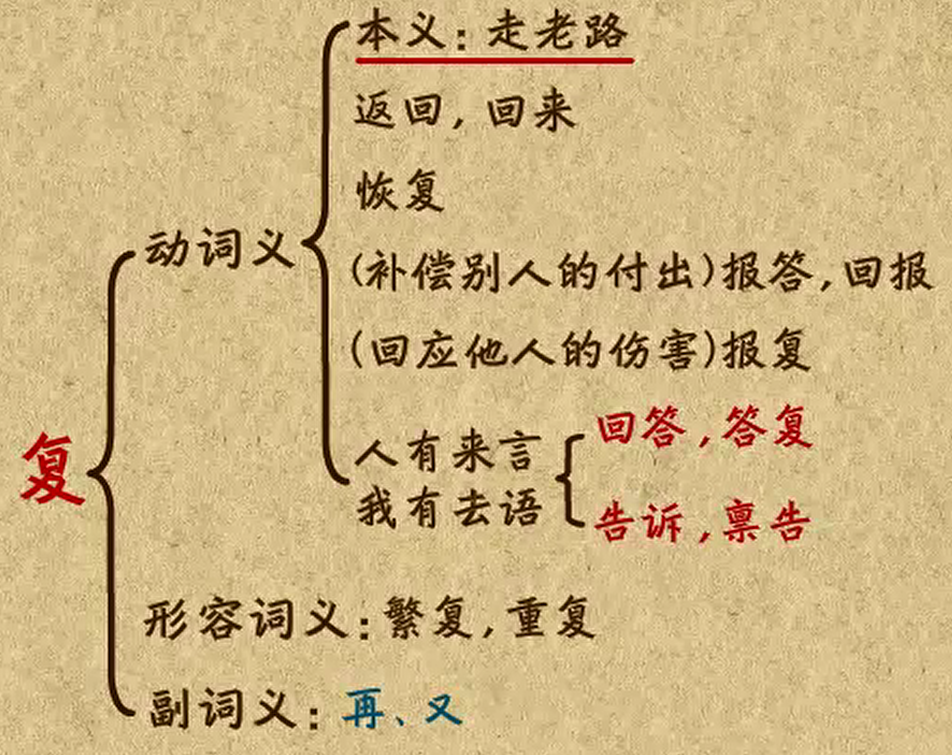 本义：走老路
返回，回来
恢复
动词义
(补偿别人的付出)报答，回报
(回应他人的伤害)报复
人有来言
我有去语
回答，答复
告诉，禀告
复
形容词义：繁复，重复
副词义：再、又